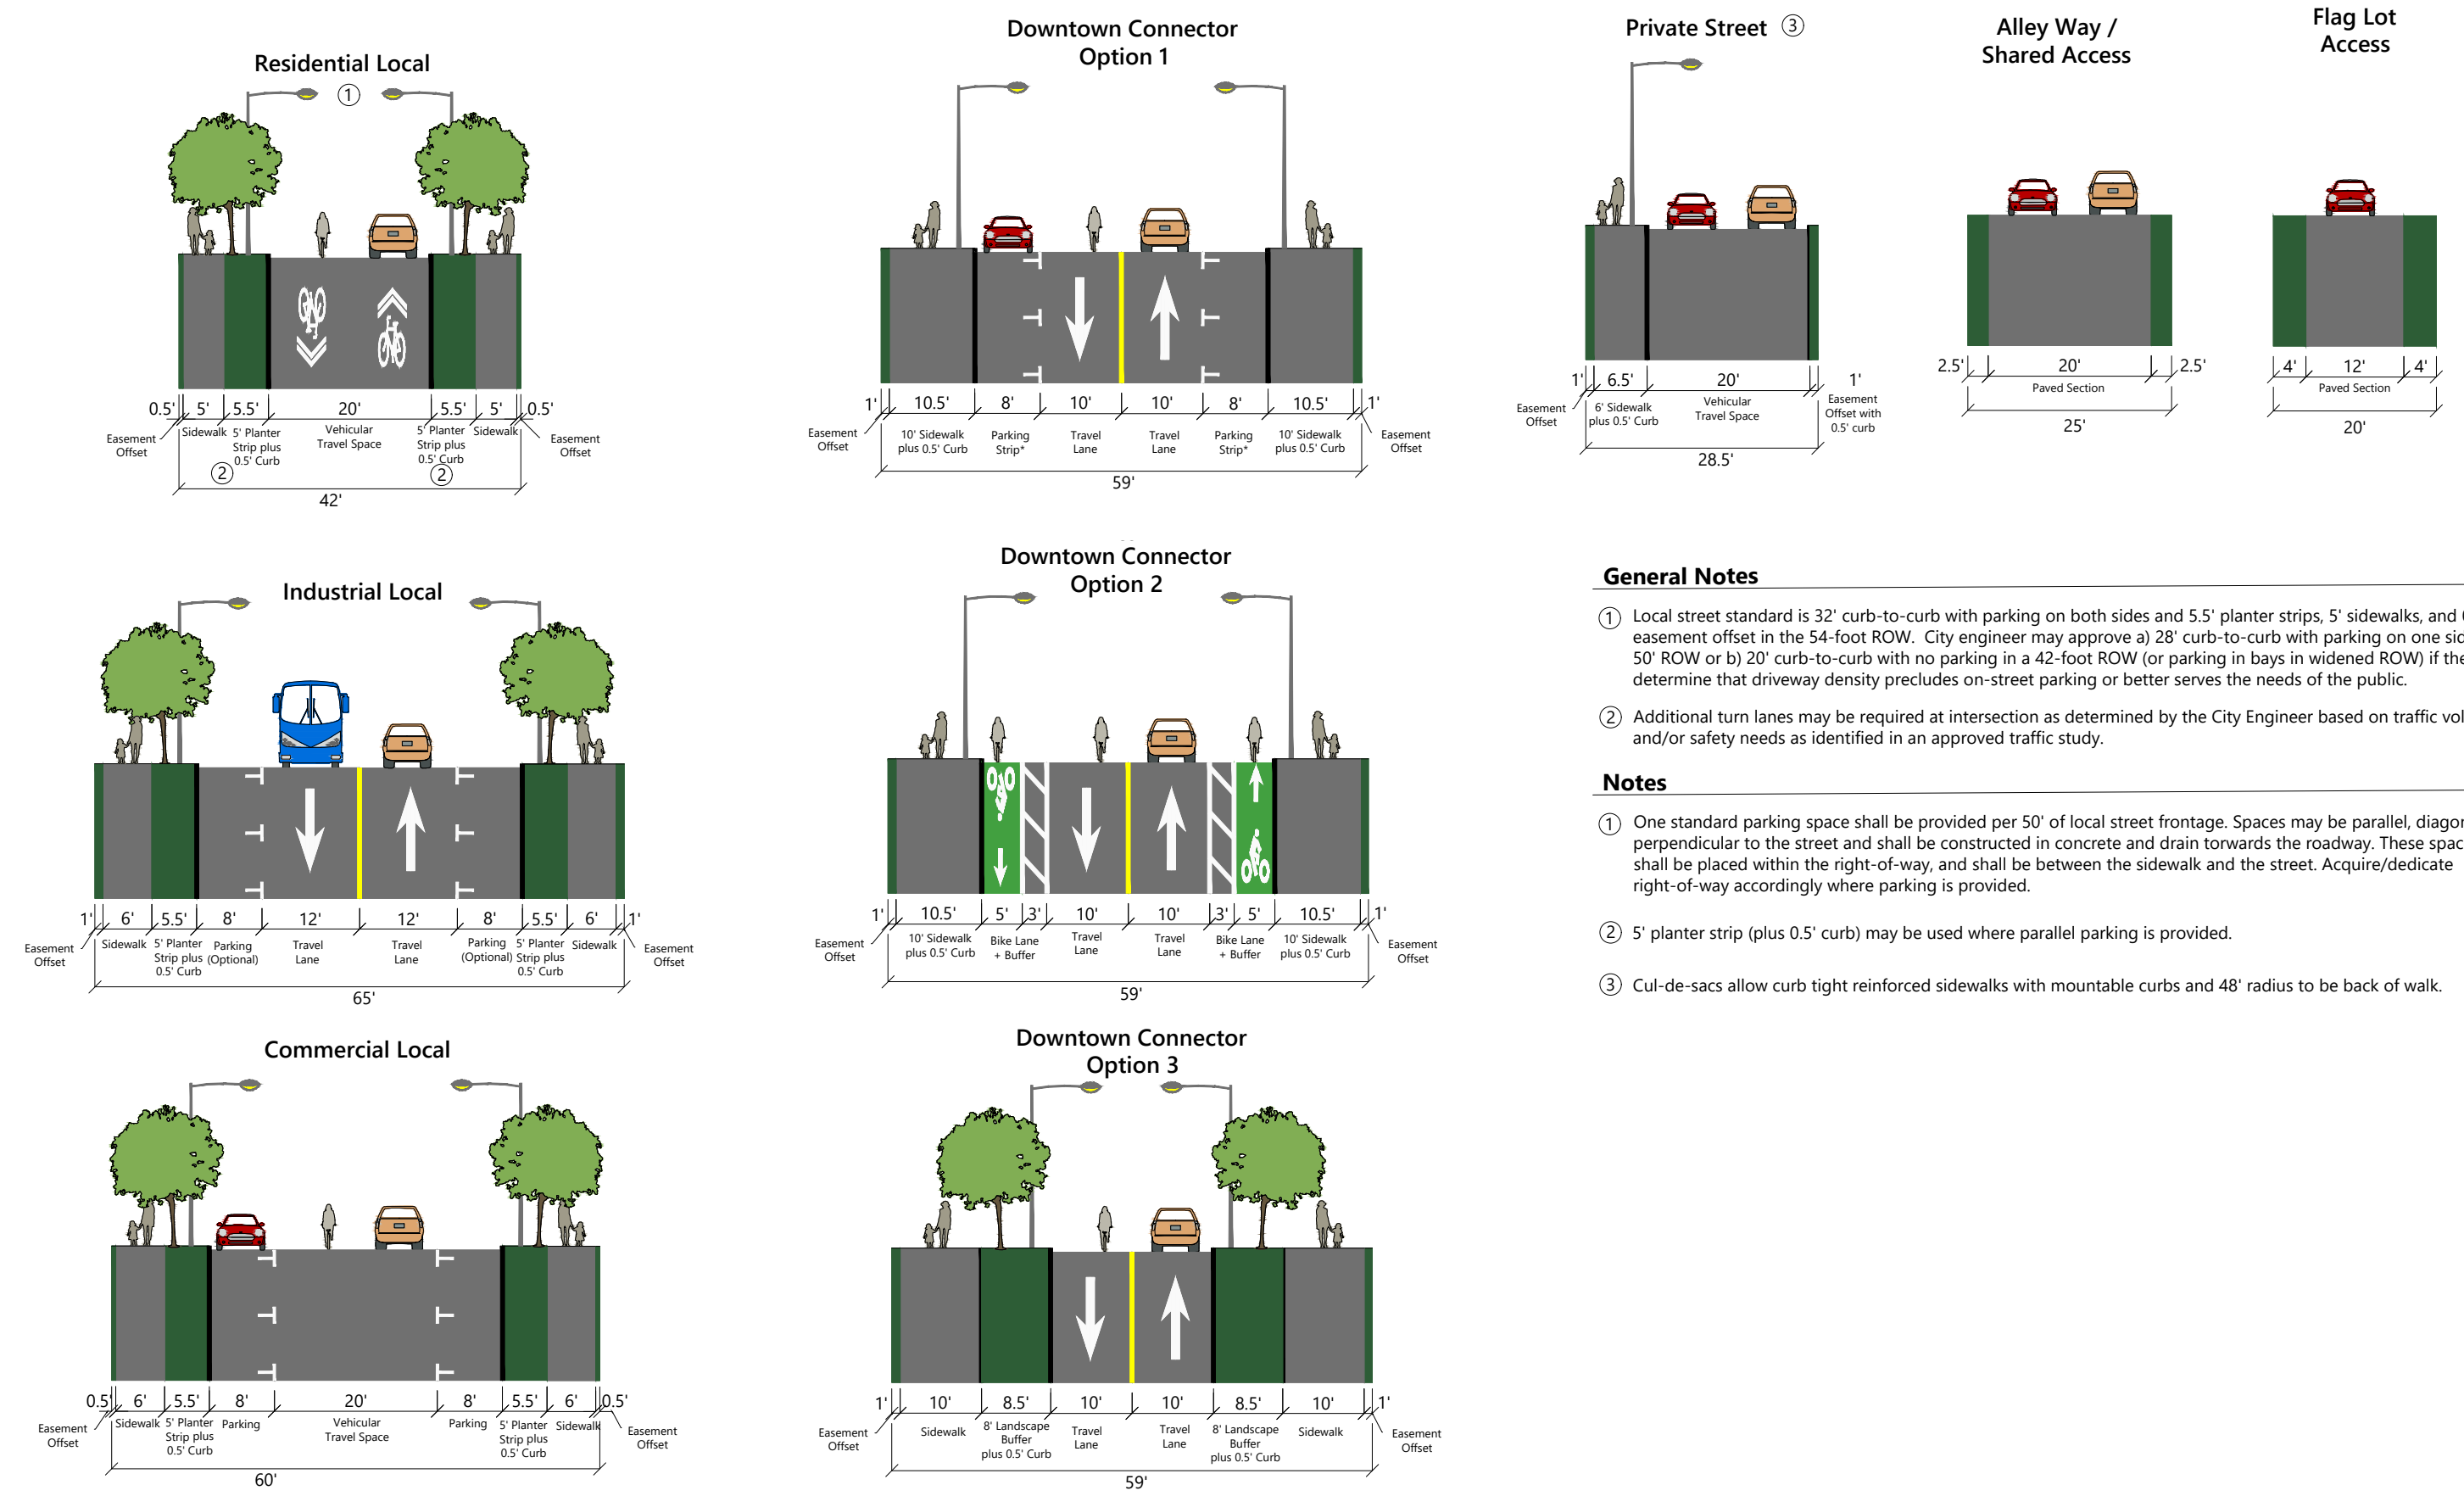 Residential Local
①
0.5' 5' 5.5' 20' 5.5' 5' 0.5'
Easement
Offset
Sidewalk
5' Planter
Strip plus
0.5' Curb
②
Vehicular
Travel Space
5' Planter
Strip plus
0.5' Curb
②
Sidewalk
Easement
Offset
42'
Downtown Connector
Option 1
1' 10.5' 8' 10' 10' 8' 10.5' 1'
Easement
Offset
10' Sidewalk
plus 0.5' Curb
Parking
Strip*
Travel
Lane
Travel
Lane
Parking
Strip*
10' Sidewalk
plus 0.5' Curb
Easement
Offset
59'
Private Street ③
1' 6.5' 20' 1'
Easement
Offset
6' Sidewalk
plus 0.5' Curb
Vehicular
Travel Space
Easement
Offset with
0.5' curb
28.5'
Alley Way /
Shared Access
2.5' 20' 2.5'
Paved Section
25'
Flag Lot
Access
4' 12' 4'
Paved Section
20'
Industrial Local
1' 6' 5.5' 8' 12' 12' 8' 5.5' 6' 1'
Easement
Offset
Sidewalk
5' Planter
Strip plus
0.5' Curb
Parking
(Optional)
Travel
Lane
Travel
Lane
Parking
(Optional)
5' Planter
Strip plus
0.5' Curb
Sidewalk
Easement
Offset
65'
Downtown Connector
Option 2
1' 10.5' 5' 3' 10' 10' 3' 5' 10.5' 1'
Easement
Offset
10' Sidewalk
plus 0.5' Curb
Bike Lane
+ Buffer
Travel
Lane
Travel
Lane
Bike Lane
+ Buffer
10' Sidewalk
plus 0.5' Curb
Easement
Offset
59'
General Notes
① Local street standard is 32' curb-to-curb with parking on both sides and 5.5' planter strips, 5' sidewalks, and
easement offset in the 54-foot ROW. City engineer may approve a) 28' curb-to-curb with parking on one
50' ROW or b) 20' curb-to-curb with no parking in a 42-foot ROW (or parking in bays in widened ROW) if
determine that driveway density precludes on-street parking or better serves the needs of the public.
② Additional turn lanes may be required at intersection as determined by the City Engineer based on traffic
and/or safety needs as identified in an approved traffic study.
Notes
① One standard parking space shall be provided per 50' of local street frontage. Spaces may be parallel,
perpendicular to the street and shall be constructed in concrete and drain torwards the roadway. These
shall be placed within the right-of-way, and shall be between the sidewalk and the street. Acquire/dedicate
right-of-way accordingly where parking is provided.
② 5' planter strip (plus 0.5' curb) may be used where parallel parking is provided.
③ Cul-de-sacs allow curb tight reinforced sidewalks with mountable curbs and 48' radius to be back of walk.
Commercial Local
0.5' 6' 5.5' 8' 20' 8' 5.5' 6' 0.5'
Easement
Offset
Sidewalk
5' Planter
Strip plus
0.5' Curb
Parking
Vehicular
Travel Space
Parking
5' Planter
Strip plus
0.5' Curb
Sidewalk
Easement
Offset
60'
Downtown Connector
Option 3
1' 10' 8.5' 10' 10' 8.5' 10' 1'
Easement
Offset
Sidewalk
8' Landscape
Buffer
plus 0.5' Curb
Travel
Lane
Travel
Lane
8' Landscape
Buffer
plus 0.5' Curb
Sidewalk
Easement
Offset
59'